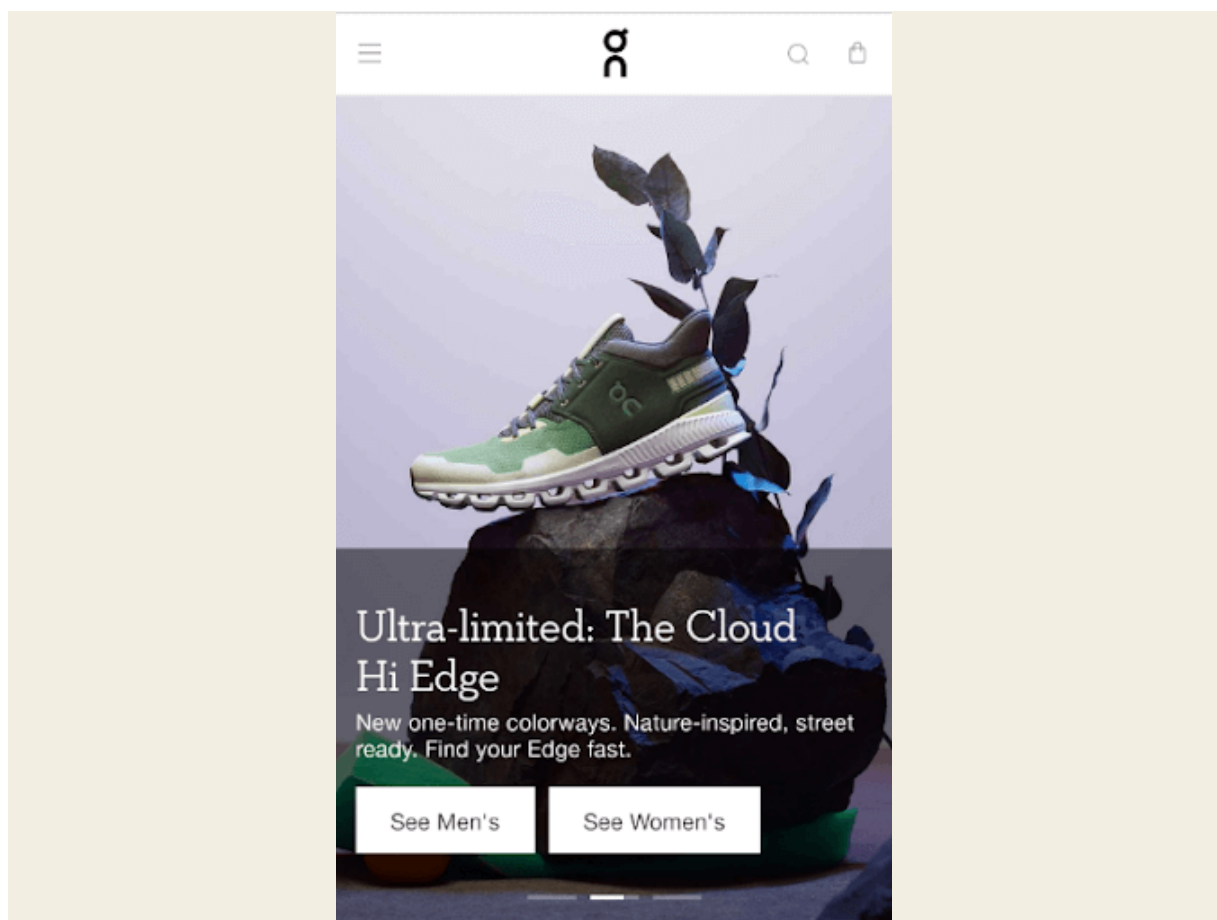 on
Ultra-limited: The Cloud
Hi Edge
New one-time colorways. Nature-inspired, street
ready. Find your Edge fast.
See Men's
See Women's